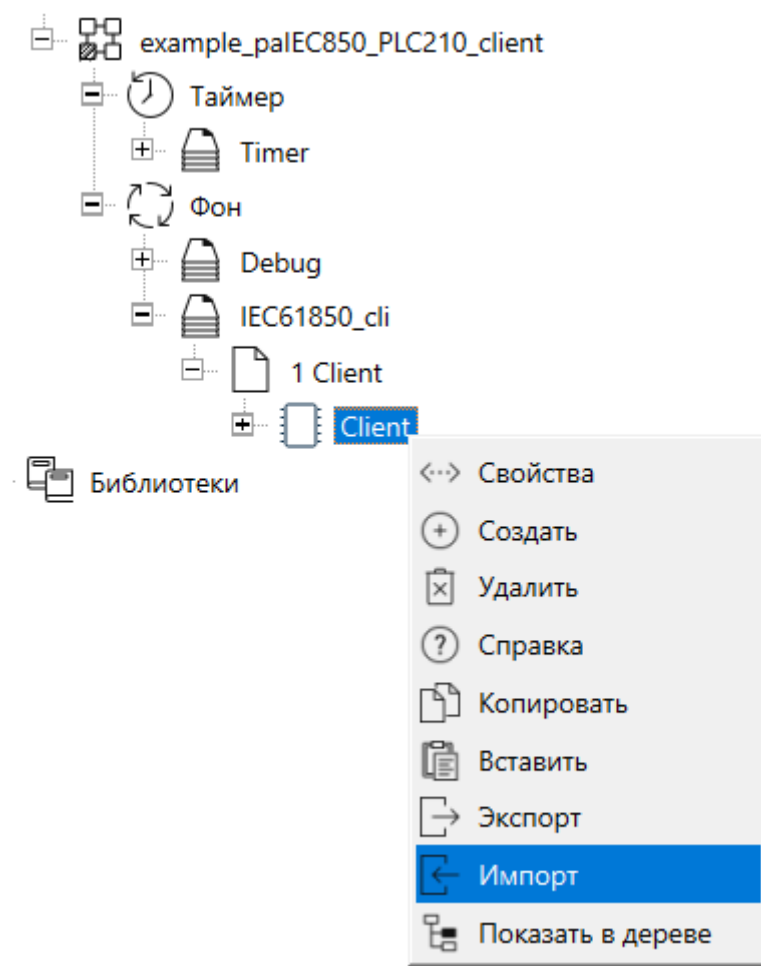 example_paIEC850_PLC210_client
Таймер
Timer
Фон
Debug
IEC61850_cli
1 Client
Client
Библиотеки
Свойства
Создать
Удалить
Справка
Копировать
Вставить
Экспорт
Импорт
Показать в дереве